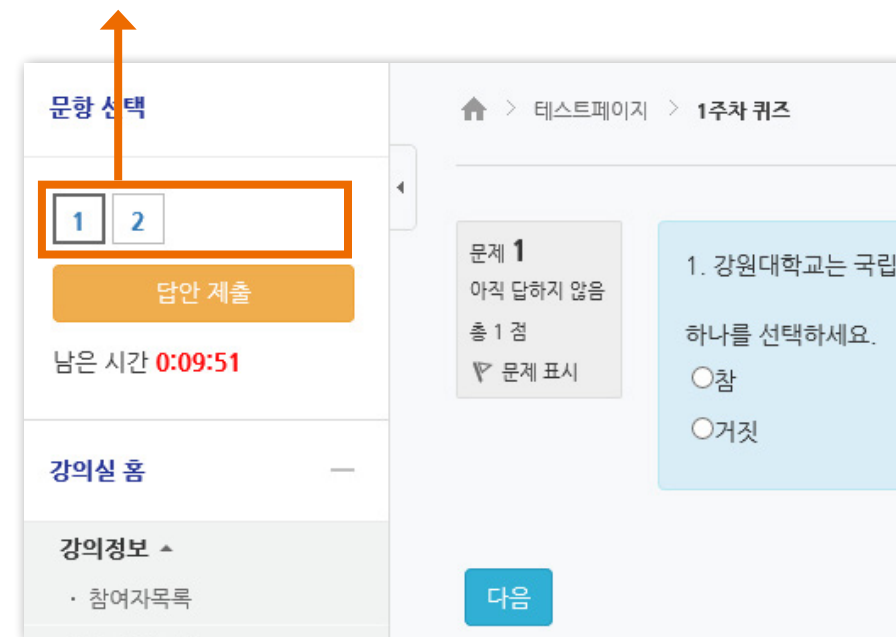 문항 선택
1 2
답안 제출
남은 시간 0:09:51
강의실 홈
강의정보
· 참여자목록
테스트페이지 > 1주차 퀴즈
문제 1
아직 답하지 않음
총 1 점
문제 표시
1. 강원대학교는 국립
하나를 선택하세요.
참
거짓
다음